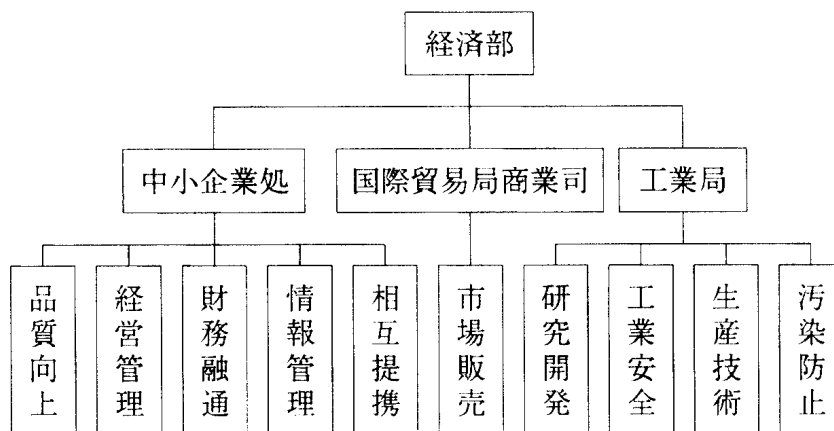 経済部
中小企業処
国際貿易局商業司
工業局
品質向上
経営管理
財務融通
情報管理
相互提携
市場販売
研究開発
工業安全
生産技術
汚染防止